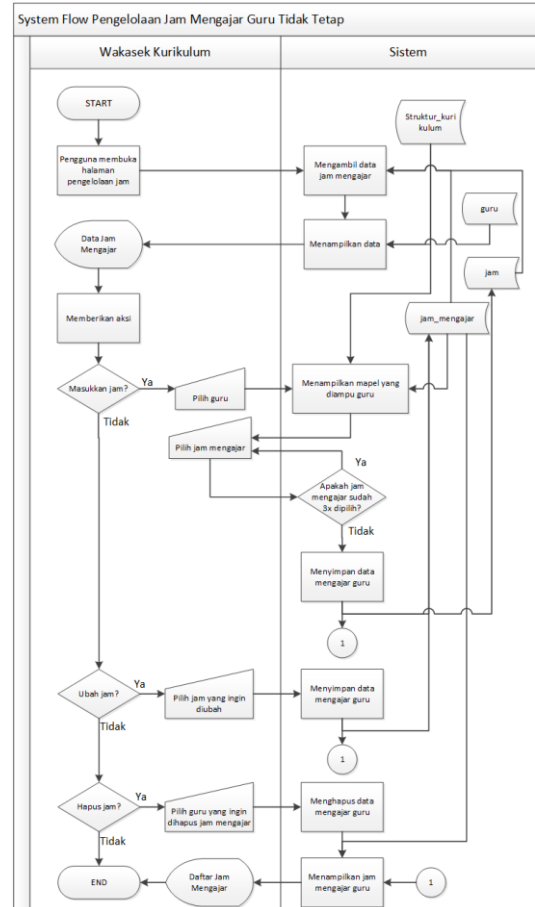 System Flow Pengelolaan Jam Mengajar Guru Tidak Tetap
Wakasek Kurikulum
Sistem
START
Struktur_kuri
kulum
Pengguna membuka
halaman
pengelolaan jam
Mengambil data
jam mengajar
guru
Data Jam
Mengajar
Menampilkan data
jam
Memberikan aksi
jam_mengajar
Masukkan jam?
Ya
Pilih guru
Menampilkan mapel yang
diampu guru
Tidak
Pilih jam mengajar
Ya
Apakah jam
mengajar sudah
3x dipilih?
Tidak
Menyimpan data
mengajar guru
1
Ubah jam?
Ya
Pilih jam yang ingin
diubah
Menyimpan data
mengajar guru
Tidak
1
Hapus jam?
Ya
Pilih guru yang ingin
dihapus jam mengajar
Menghapus data
mengajar guru
Tidak
END
Daftar Jam
Mengajar
Menampilkan jam
mengajar guru
1